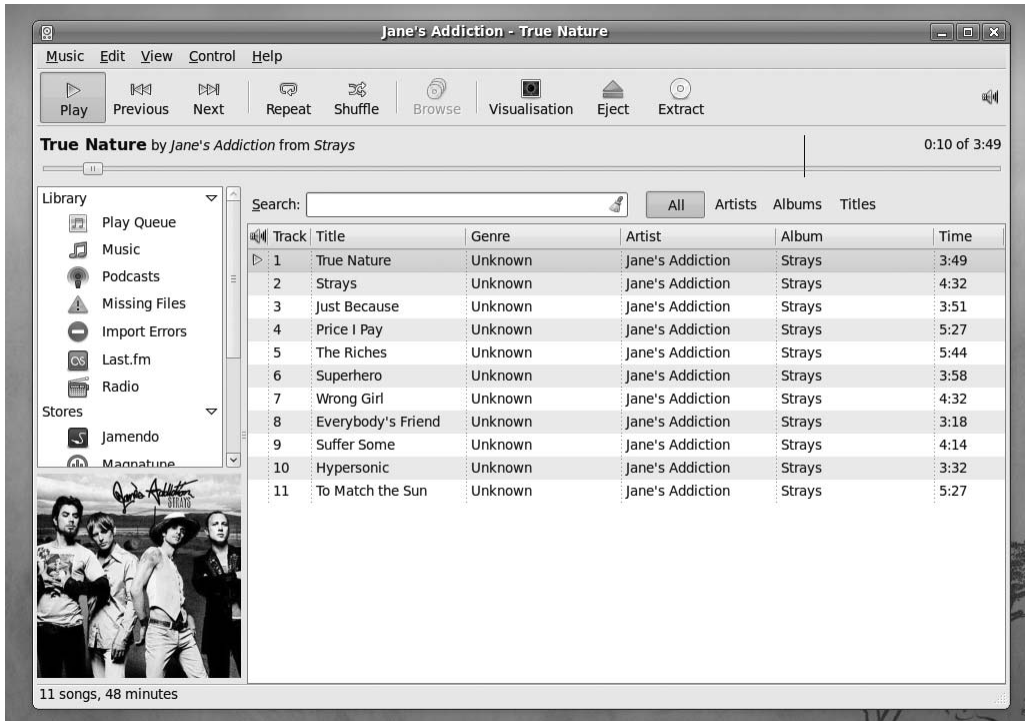 Jane's Addiction - True Nature
Music Edit View Control Help
Play Previous Next Repeat Shuffle Browse Visualisation Eject Extract
True Nature by Jane's Addiction from Strays 0:10 of 3:49
Library
Play Queue
Music
Podcasts
Missing Files
Import Errors
Last.fm
Radio
Stores
Jamendo
Magnatune
Search: All Artists Albums Titles
Track Title Genre Artist Album Time
1 True Nature Unknown Jane's Addiction Strays 3:49
2 Strays Unknown Jane's Addiction Strays 4:32
3 Just Because Unknown Jane's Addiction Strays 3:51
4 Price I Pay Unknown Jane's Addiction Strays 5:27
5 The Riches Unknown Jane's Addiction Strays 5:44
6 Superhero Unknown Jane's Addiction Strays 3:58
7 Wrong Girl Unknown Jane's Addiction Strays 4:32
8 Everybody's Friend Unknown Jane's Addiction Strays 3:18
9 Suffer Some Unknown Jane's Addiction Strays 4:14
10 Hypersonic Unknown Jane's Addiction Strays 3:32
11 To Match the Sun Unknown Jane's Addiction Strays 5:27
Jane's Addiction
STRAYS
11 songs, 48 minutes